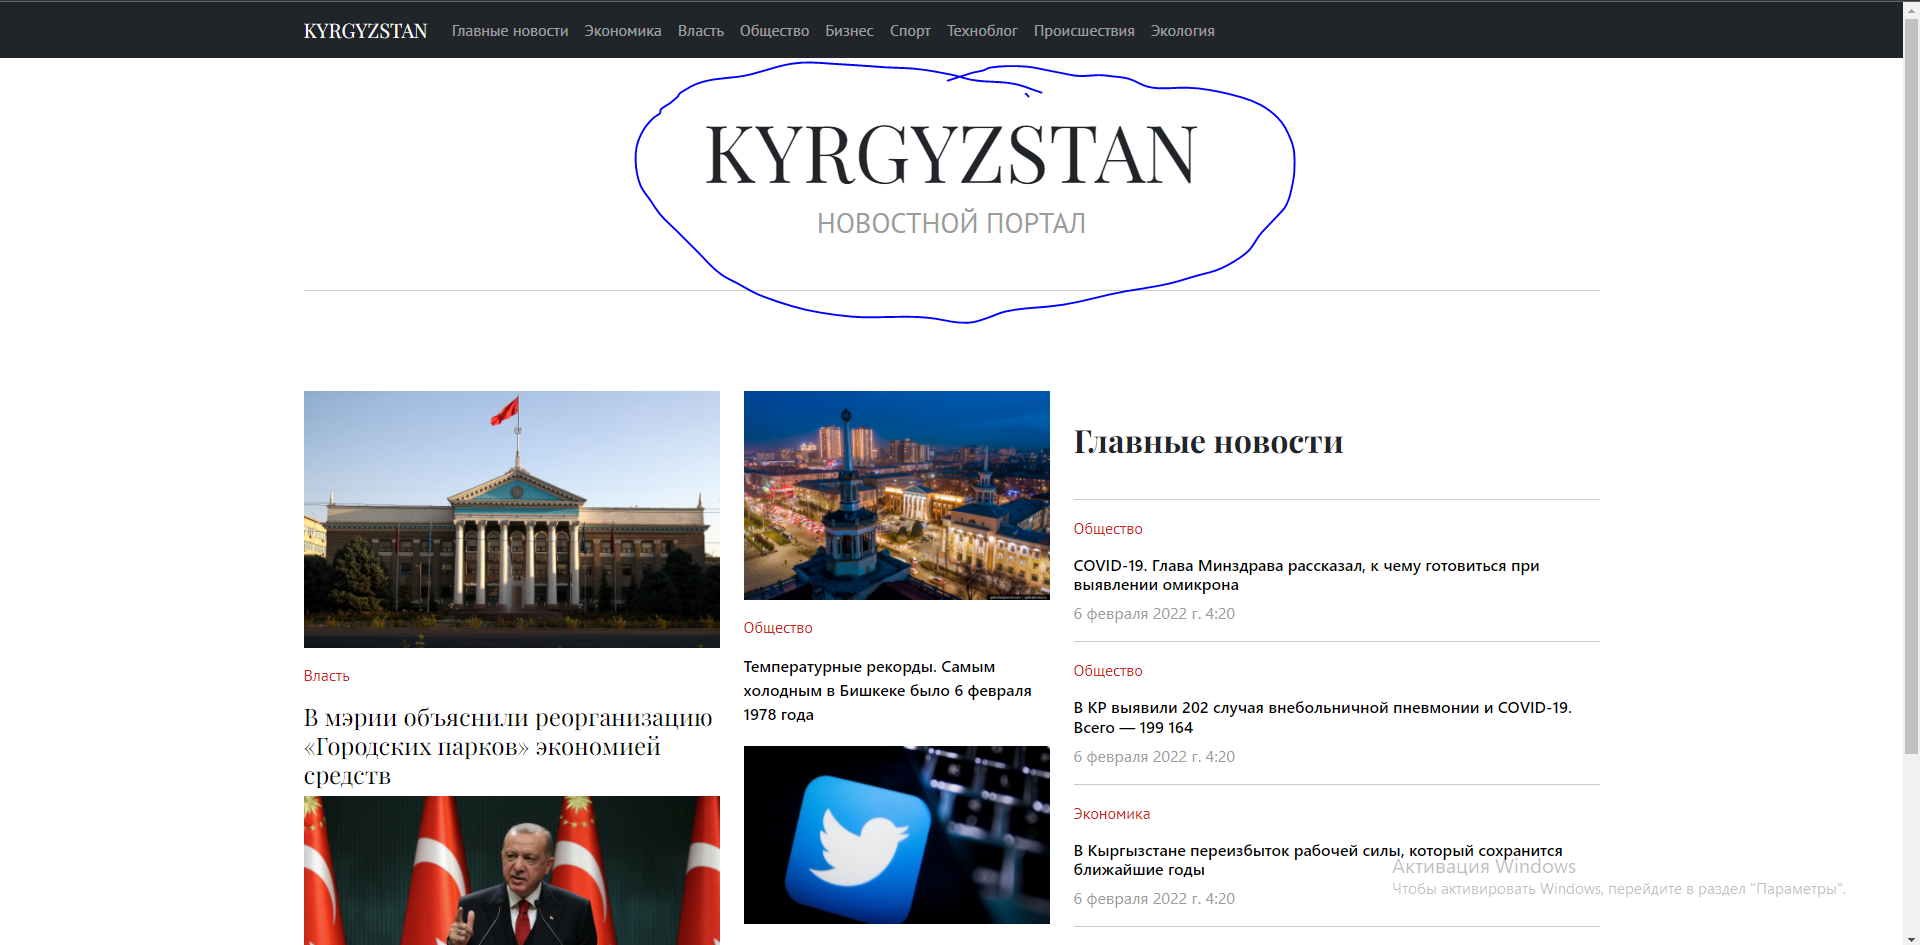 KYRGYZSTAN Главные новости Экономика Власть Общество Бизнес Спорт Техноблог Происшествия Экология
KYRGYZSTAN
НОВОСТНОЙ ПОРТАЛ
Власть
В мэрии объяснили реорганизацию
«Городских парков» экономией
средств
Общество
Температурные рекорды. Самым
холодным в Бишкеке было 6 февраля
1978 года
Главные новости
Общество
COVID-19. Глава Минздрава рассказал, к чему готовиться при
выявлении омикрона
6 февраля 2022 г. 4:20
Общество
В КР выявили 202 случая внебольничной пневмонии и COVID-19.
Всего — 199 164
6 февраля 2022 г. 4:20
Экономика
В Кыргызстане переизбыток рабочей силы, который сохранится
ближайшие годы
6 февраля 2022 г. 4:20
Активация Windows
Чтобы активировать Windows, перейдите в раздел "Параметры".